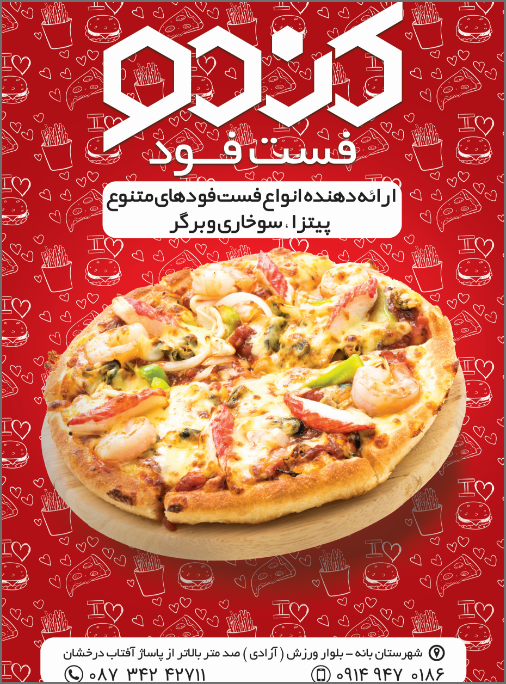 کندو
فست فود
ارائه دهنده انواع فست فودهای متنوع
پیتزا، سوخاری و برگر
شهرستان بانه - بلوار ورزش ( آزادی ) صد متر بالاتر از پاساژ آفتاب درخشان
۰۸۷ ۳۴۲ ۴۲۷۱۱
۰۹۱۴ ۹۴۷ ۰۱۸۶